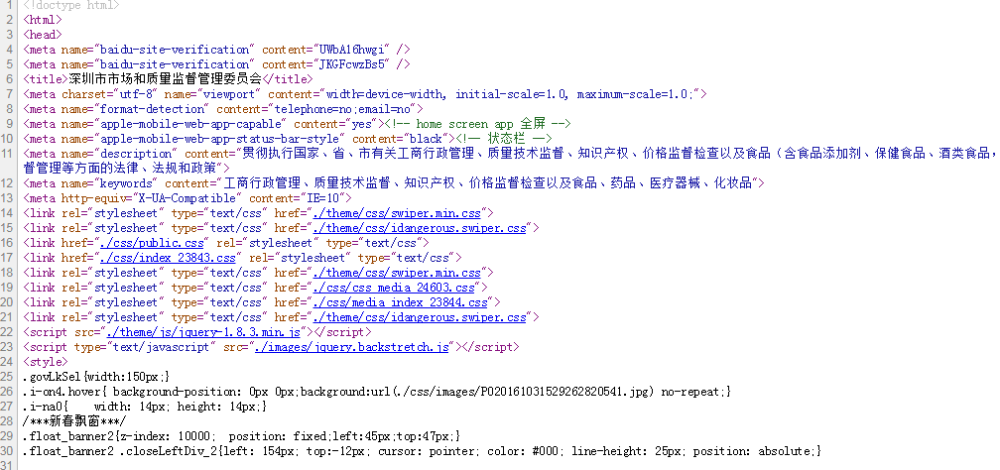 1 <!doctype html>
2 <html>
3 <head>
4 <meta name="baidu-site-verification" content="UWbA16hwgi" />
5 <meta name="baidu-site-verification" content="JKGFcwzBs5" />
6 <title>深圳市市场和质量监督管理委员会</title>
7 <meta charset="utf-8" name="viewport" content="width=device-width, initial-scale=1.0, maximum-scale=1.0;">
8 <meta name="format-detection" content="telephone=no;email=no">
9 <meta name="apple-mobile-web-app-capable" content="yes"><!-- home screen app 全屏 -->
10 <meta name="apple-mobile-web-app-status-bar-style" content="black"><!-- 状态栏 -->
11 <meta name="description" content="贯彻执行国家、省、市有关工商行政管理、质量技术监督、知识产权、价格监督检查以及食品（含食品添加剂、保健食品、酒类食品，
督管理等方面的法律、法规和政策">
12 <meta name="keywords" content="工商行政管理、质量技术监督、知识产权、价格监督检查以及食品、药品、医疗器械、化妆品">
13 <meta http-equiv="X-UA-Compatible" content="IE=10">
14 <link rel="stylesheet" type="text/css" href="./theme/css/swiper.min.css">
15 <link rel="stylesheet" type="text/css" href="./theme/css/idangerous.swiper.css">
16 <link href="./css/public.css" rel="stylesheet" type="text/css">
17 <link href="./css/index_23843.css" rel="stylesheet" type="text/css">
18 <link rel="stylesheet" type="text/css" href="./theme/css/swiper.min.css">
19 <link rel="stylesheet" type="text/css" href="./css/css_media_24603.css">
20 <link rel="stylesheet" type="text/css" href="./css/media_index_23844.css">
21 <link rel="stylesheet" type="text/css" href="./theme/css/idangerous.swiper.css">
22 <script src="./theme/js/jquery-1.8.3.min.js"></script>
23 <script type="text/javascript" src="./images/jquery.backstretch.js"></script>
24 <style>
25 .govLkSel{width:150px;}
26 .i-on4.hover{ background-position: 0px 0px;background:url(./css/images/P020161031529262820541.jpg) no-repeat;}
27 .i-na0{    width: 14px; height: 14px;}
28 /***新春飘窗***/
29 .float_banner2{z-index: 10000;  position: fixed;left:45px;top:47px;}
30 .float_banner2 .closeLeftDiv_2{left: 154px; top:-12px; cursor: pointer; color: #000; line-height: 25px; position: absolute;}
31